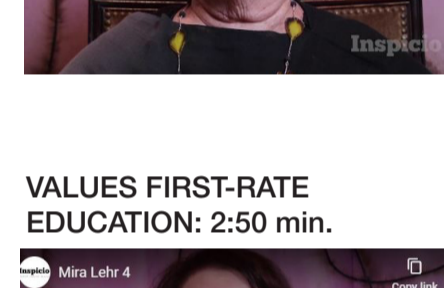 Inspicio
VALUES FIRST-RATE
EDUCATION: 2:50 min.
Inspicio
Mira Lehr 4
Copy link